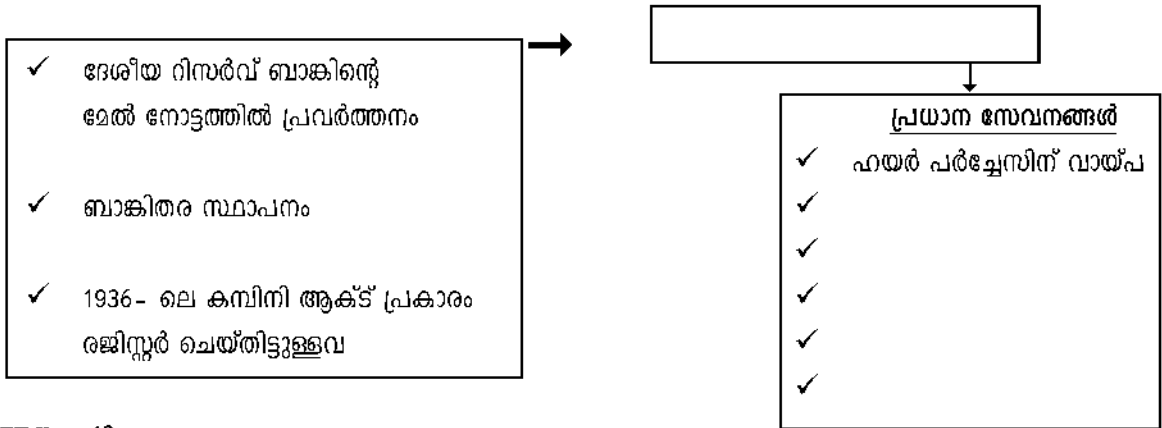 ദേശീയ റിസർവ് ബാങ്കിന്റെ
മേൽ നോട്ടത്തിൽ പ്രവർത്തനം
ബാങ്കിതര സ്ഥാപനം
1936- ലെ കമ്പിനി ആക്ട് പ്രകാരം
രജിസ്റ്റർ ചെയ്തിട്ടുള്ളവ
പ്രധാന സേവനങ്ങൾ
ഹയർ പർച്ചേസിന് വായ്പ